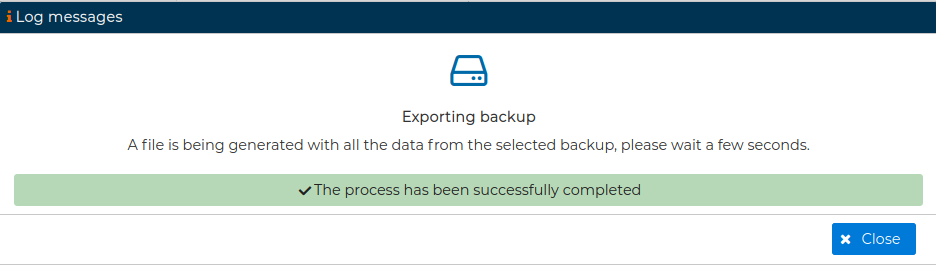 Log messages
Exporting backup
A file is being generated with all the data from the selected backup, please wait a few seconds.
The process has been successfully completed
Close